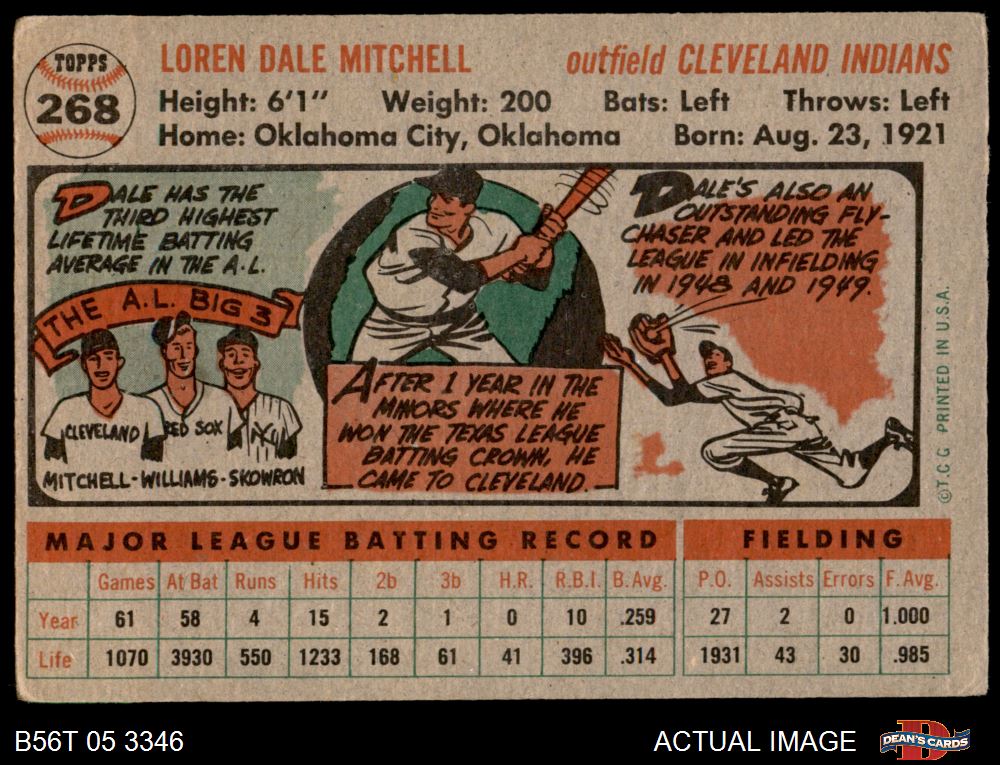 TOPPS
268
LOREN DALE MITCHELL
outfield CLEVELAND INDIANS
Height: 6'1" Weight: 200 Bats: Left Throws: Left
Home: Oklahoma City, Oklahoma Born: Aug. 23, 1921
DALE HAS THE
THIRD HIGHEST
LIFETIME BATTING
AVERAGE IN THE A.L.
THE A.L. BIG 3
CLEVELAND
RED SOX
NY
MITCHELL-WILLIAMS-SKOWRON
AFTER 1 YEAR IN THE
MINORS WHERE HE
WON THE TEXAS LEAGUE
BATTING CROWN, HE
CAME TO CLEVELAND.
DALE'S ALSO AN
OUTSTANDING FLY-
CHASER AND LED THE
LEAGUE IN INFIELDING
IN 1948 AND 1949.
©T.C.G. PRINTED IN U.S.A.
MAJOR LEAGUE BATTING RECORD FIELDING
Games At Bat Runs Hits 2b 3b H.R. R.B.I. B. Avg. P.O. Assists Errors F. Avg.
Year 61 58 4 15 2 1 0 10 .259 27 2 0 1.000
Life 1070 3930 550 1233 168 61 41 396 .314 1931 43 30 .985
B56T 05 3346
ACTUAL IMAGE
DEAN'S CARDS